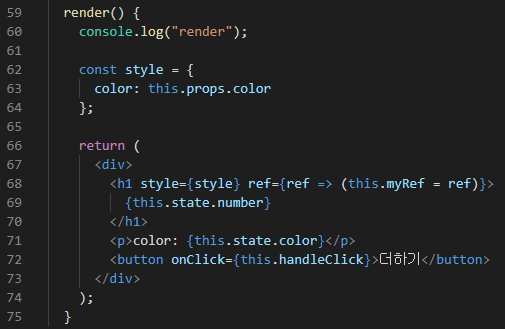 59 render() {
60 console.log("render");
61
62 const style = {
63 color: this.props.color
64 };
65
66 return (
67 <div>
68 <h1 style={style} ref={ref => (this.myRef = ref)}>
69 {this.state.number}
70 </h1>
71 <p>color: {this.state.color}</p>
72 <button onClick={this.handleClick}>더하기</button>
73 </div>
74 );
75 }